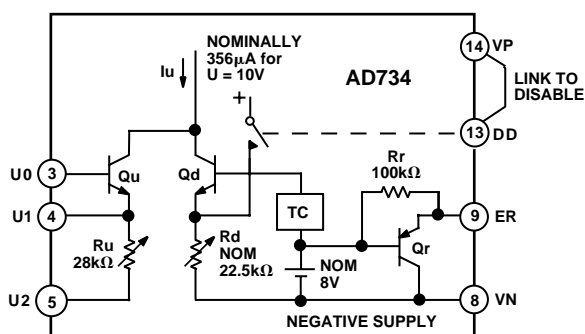 NOMINALLY
356µA for
U = 10V
Iu
AD734
14 VP
LINK TO
DISABLE
13 DD
U0 3
Qu
Qd
Rr
100kΩ
U1 4
TC
9 ER
Ru
28kΩ
Rd
NOM
22.5kΩ
NOM
8V
Qr
U2 5
8 VN
NEGATIVE SUPPLY